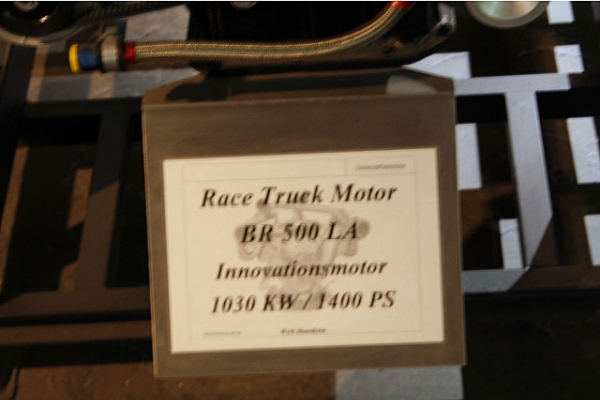 Race Truck Motor
BR 500 LA
Innovationsmotor
1030 KW / 1400 PS